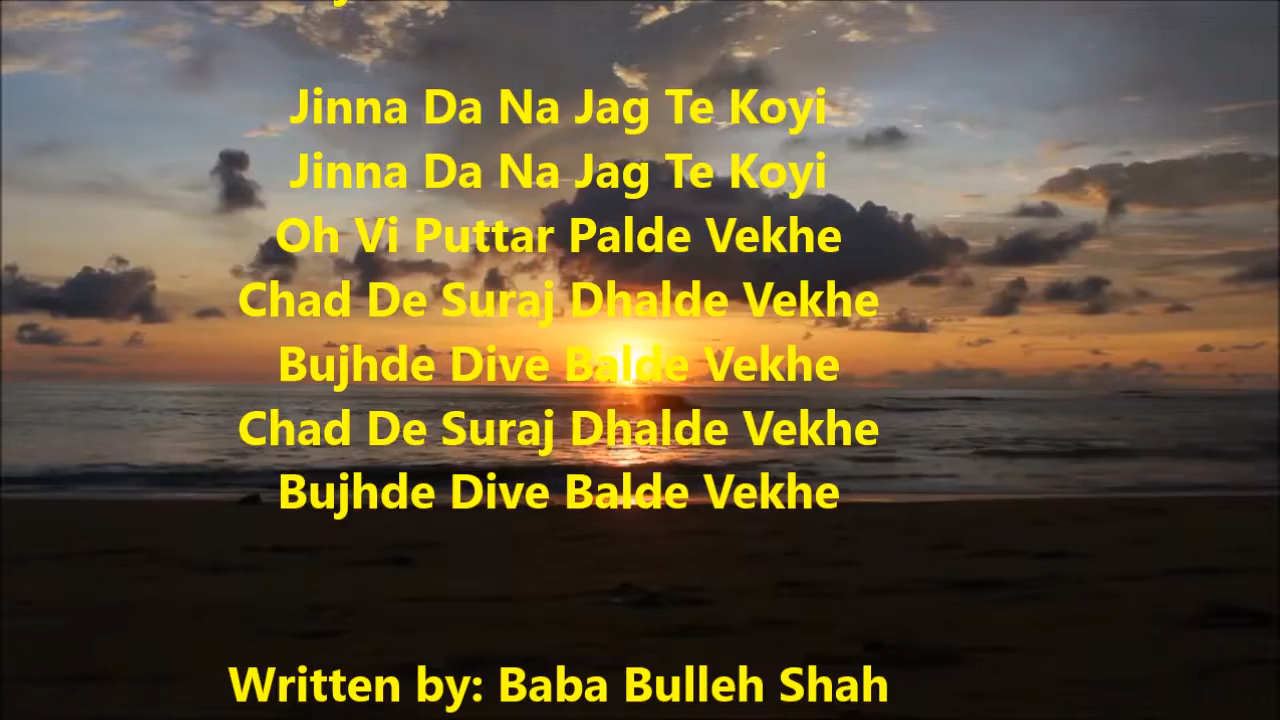 Jinna Da Na Jag Te Koyi
Jinna Da Na Jag Te Koyi
Oh Vi Puttar Palde Vekhe
Chad De Suraj Dhalde Vekhe
Bujhde Dive Balde Vekhe
Chad De Suraj Dhalde Vekhe
Bujhde Dive Balde Vekhe
Written by: Baba Bulleh Shah